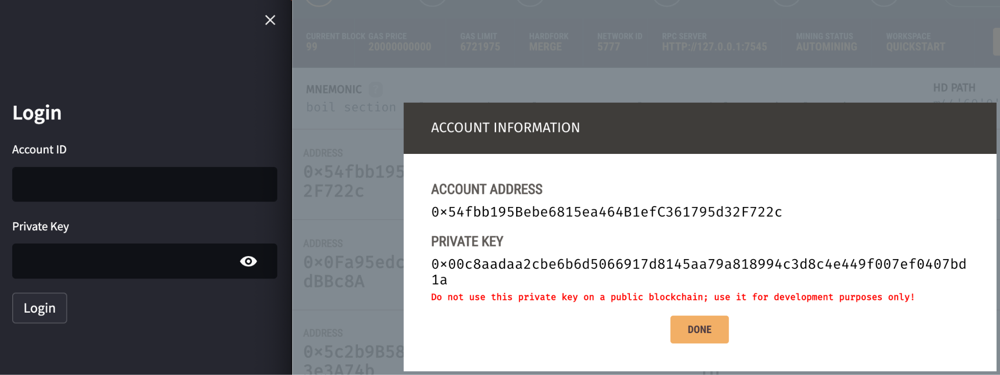 Login
Account ID
Private Key
Login
CURRENT BLOCK GAS PRICE GAS LIMIT HARDFORK NETWORK ID RPC SERVER MINING STATUS WORKSPACE
99 20000000000 6721975 MERGE 5777 HTTP://127.0.0.1:7545 AUTOMINING QUICKSTART
MNEMONIC ? HD PATH
boil section
ADDRESS
0×54fbb195
2F722c
ADDRESS
0×0Fa95edc
dBBc8A
ADDRESS
0×5c2b9B58
3e3A74b
ACCOUNT INFORMATION
ACCOUNT ADDRESS
0×54fbb195Bebe6815ea464B1efC361795d32F722c
PRIVATE KEY
0×00c8aadaa2cbe6b6d5066917d8145aa79a818994c3d8c4e449f007ef0407bd
1a
Do not use this private key on a public blockchain; use it for development purposes only!
DONE